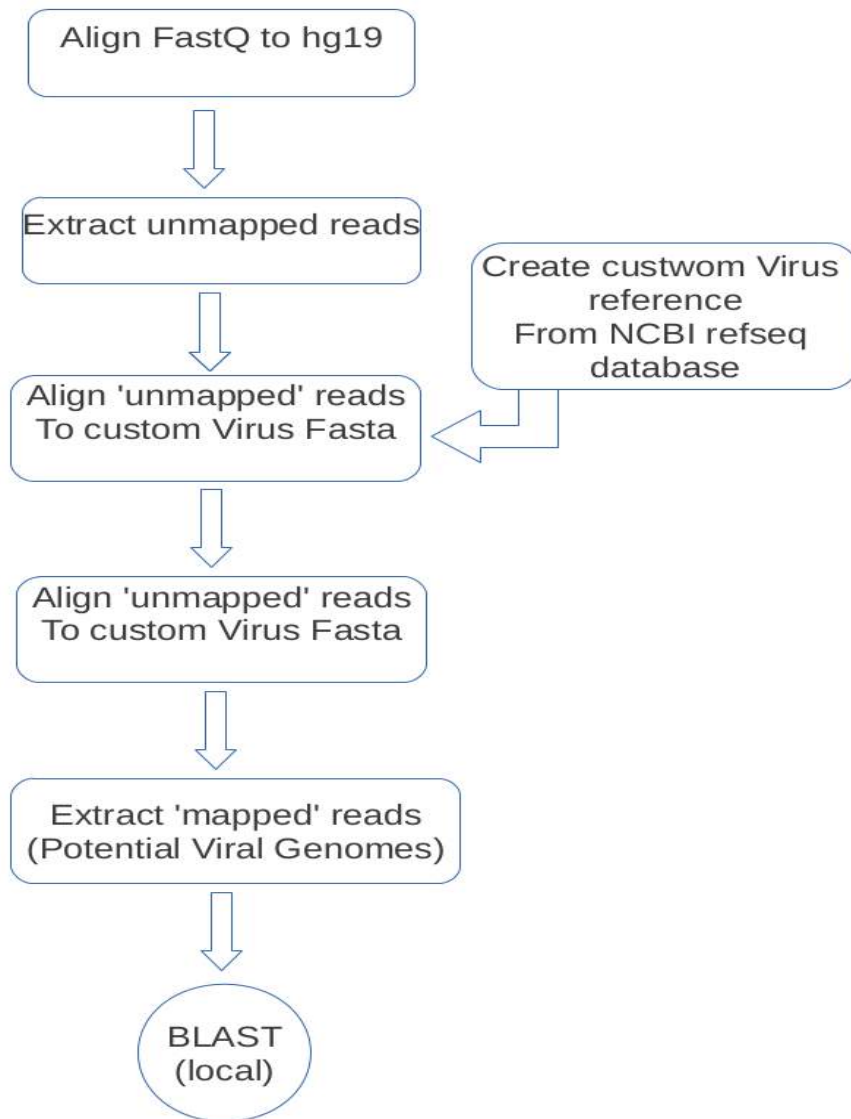 Align FastQ to hg19
Extract unmapped reads
Create custwom Virus
reference
From NCBI refseq
database
Align 'unmapped' reads
To custom Virus Fasta
Align 'unmapped' reads
To custom Virus Fasta
Extract 'mapped' reads
(Potential Viral Genomes)
BLAST
(local)